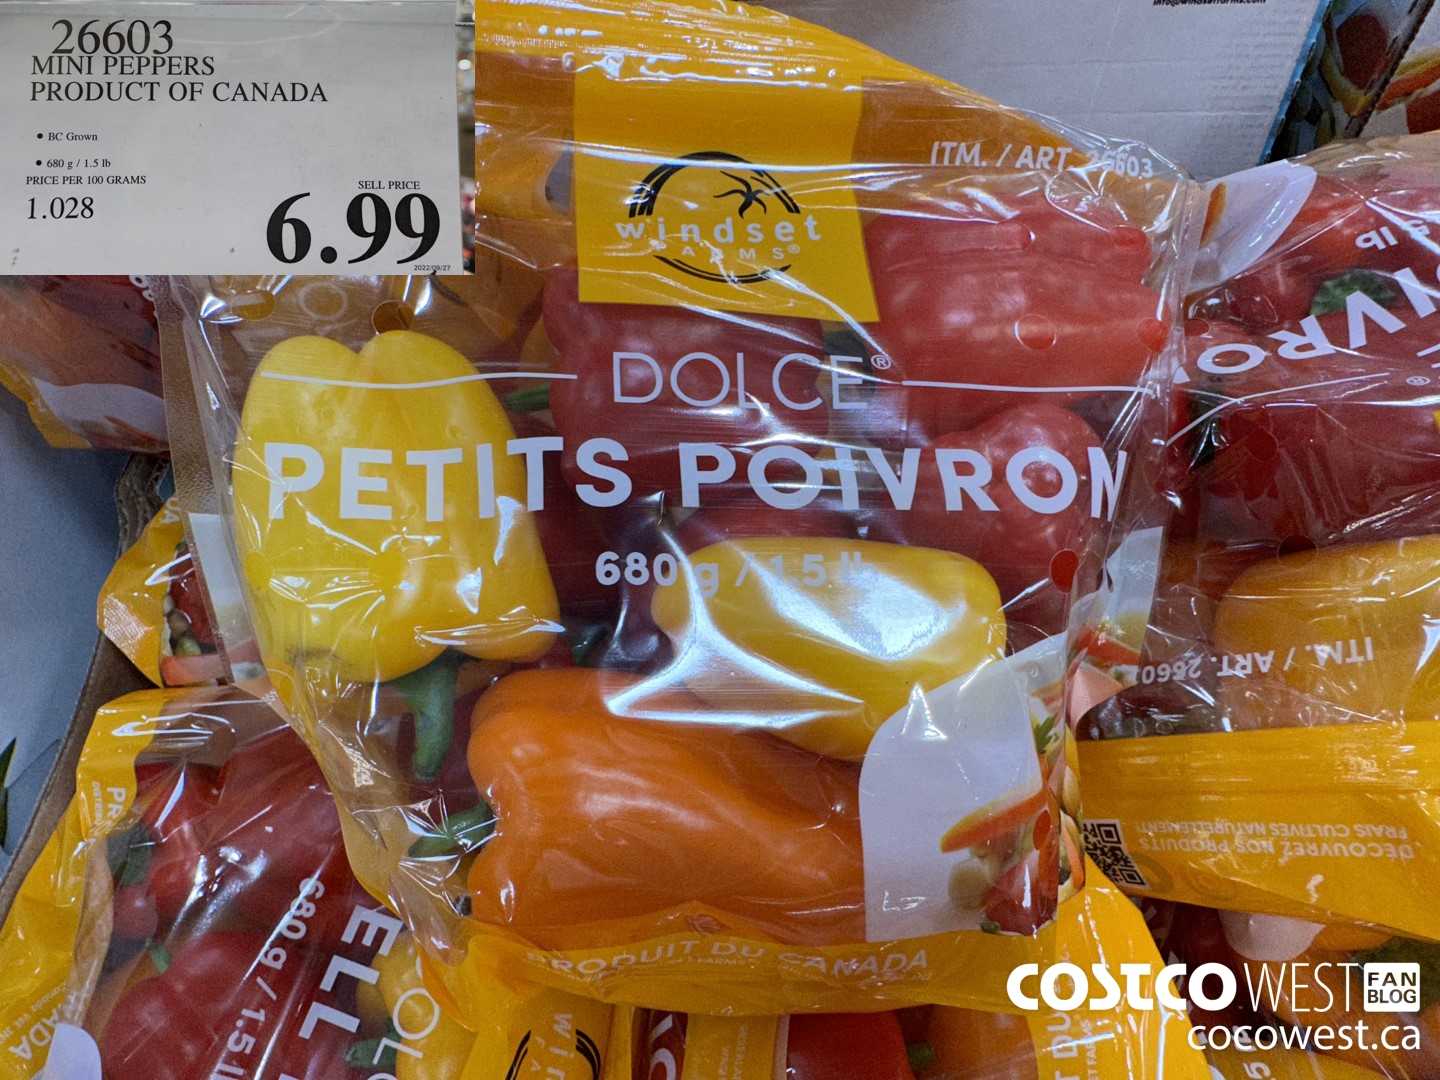 26603
MINI PEPPERS
PRODUCT OF CANADA
• BC Grown
• 680 g / 1.5 lb
PRICE PER 100 GRAMS
1.028
SELL PRICE
6.99
2022/09/27
ITM. / ART. 26603
windset
FARMS®
DOLCE®
PETITS POIVRON
680 g / 1.5 lb
PRODUIT DU CANADA
ITM. / ART. 2660
DÉCOUVREZ NOS PRODUITS
FRAIS CULTIVÉS NATURELLEMENT!
680 g / 1.5 l
ELL
COSTCO WEST
FAN
BLOG
cocowest.ca